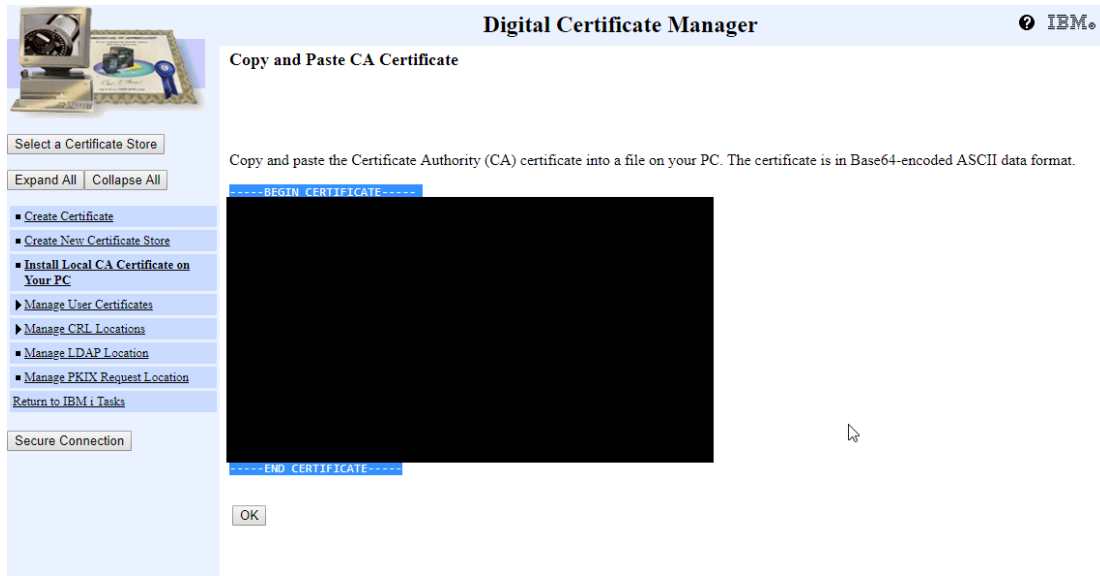 Digital Certificate Manager
IBM®
Copy and Paste CA Certificate
Select a Certificate Store
Expand All
Collapse All
Create Certificate
Create New Certificate Store
Install Local CA Certificate on
Your PC
Manage User Certificates
Manage CRL Locations
Manage LDAP Location
Manage PKIX Request Location
Return to IBM i Tasks
Secure Connection
Copy and paste the Certificate Authority (CA) certificate into a file on your PC. The certificate is in Base64-encoded ASCII data format.
-----BEGIN CERTIFICATE-----
-----END CERTIFICATE-----
OK